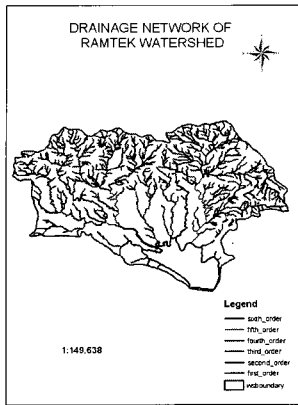 DRAINAGE NETWORK OF
RAMTEK WATERSHED
Legend
sixth_order
fifth_order
fourth_order
third_order
second_order
first_order
wsboundary
1:149,638